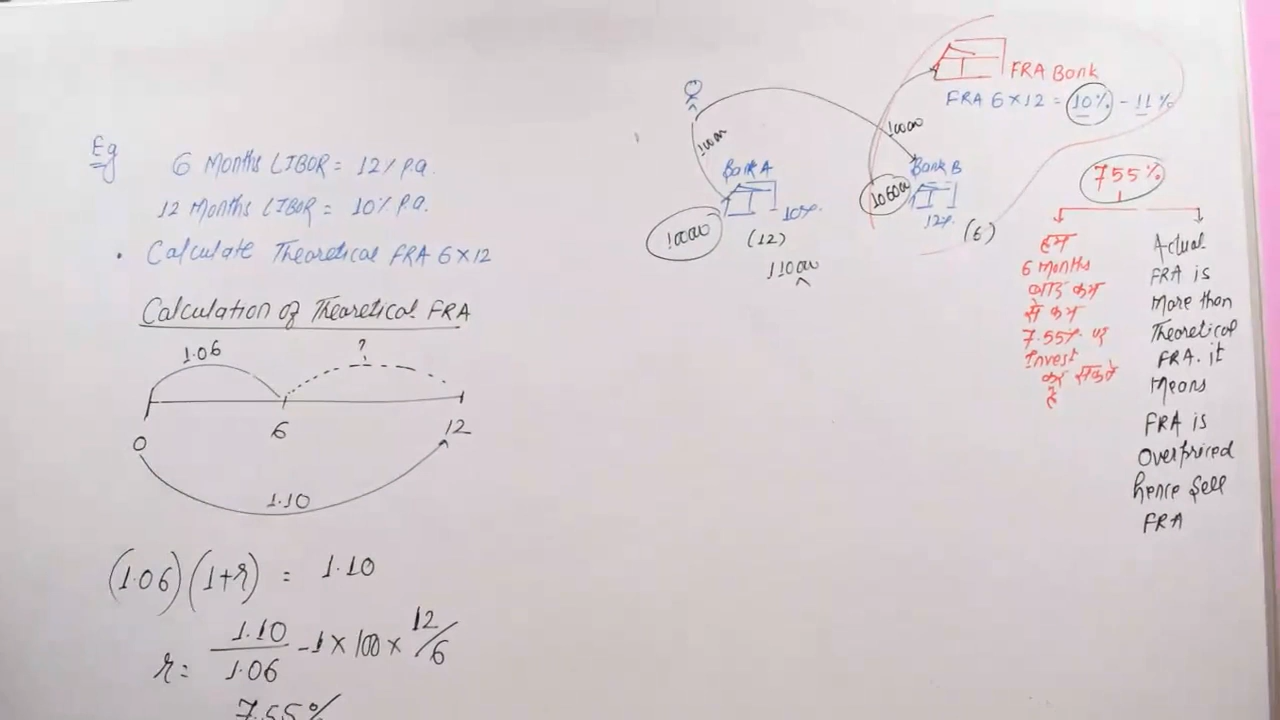 Eg
6 Months LIBOR = 12% P.a.
12 Months LIBOR = 10% P.a.
• Calculate Theoretical FRA 6×12
Calculation of Theoretical FRA
1.06
?
0
6
12
1.10
(1.06)(1+r) = 1.10
r = 1.10/1.06 -1 × 100 × 12/6
7.55%
FRA Bank
FRA 6×12 = 10% - 11%
10000
10000
Bank A
10%
10000
(12)
11000
Bank B
10600
12%
(6)
7.55%
हम
6 Months
बाद कम
से कम
7.55% पर
Invest
कर सकते
है
Actual
FRA is
More than
Theoretical
FRA. it
Means
FRA is
Overpriced
hence Sell
FRA